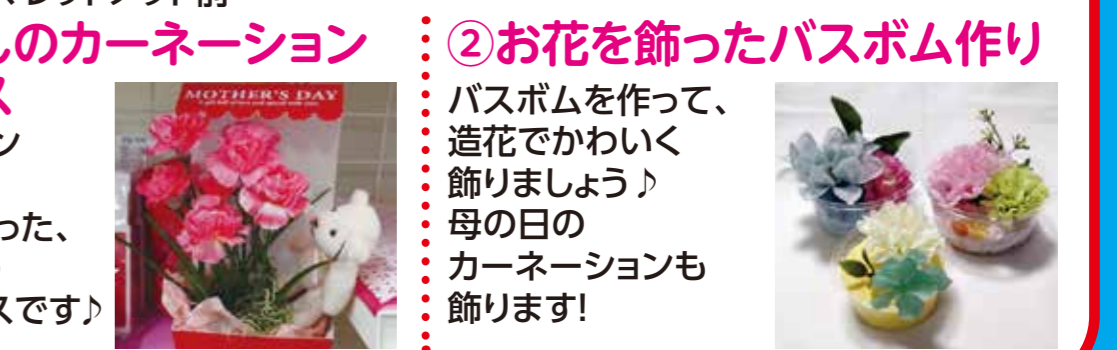 んのカーネーション
ス
ン
った、
スです♪
MOTHER'S DAY
②お花を飾ったバスボム作り
バスボムを作って、
造花でかわいく
飾りましょう♪
母の日の
カーネーションも
飾ります!